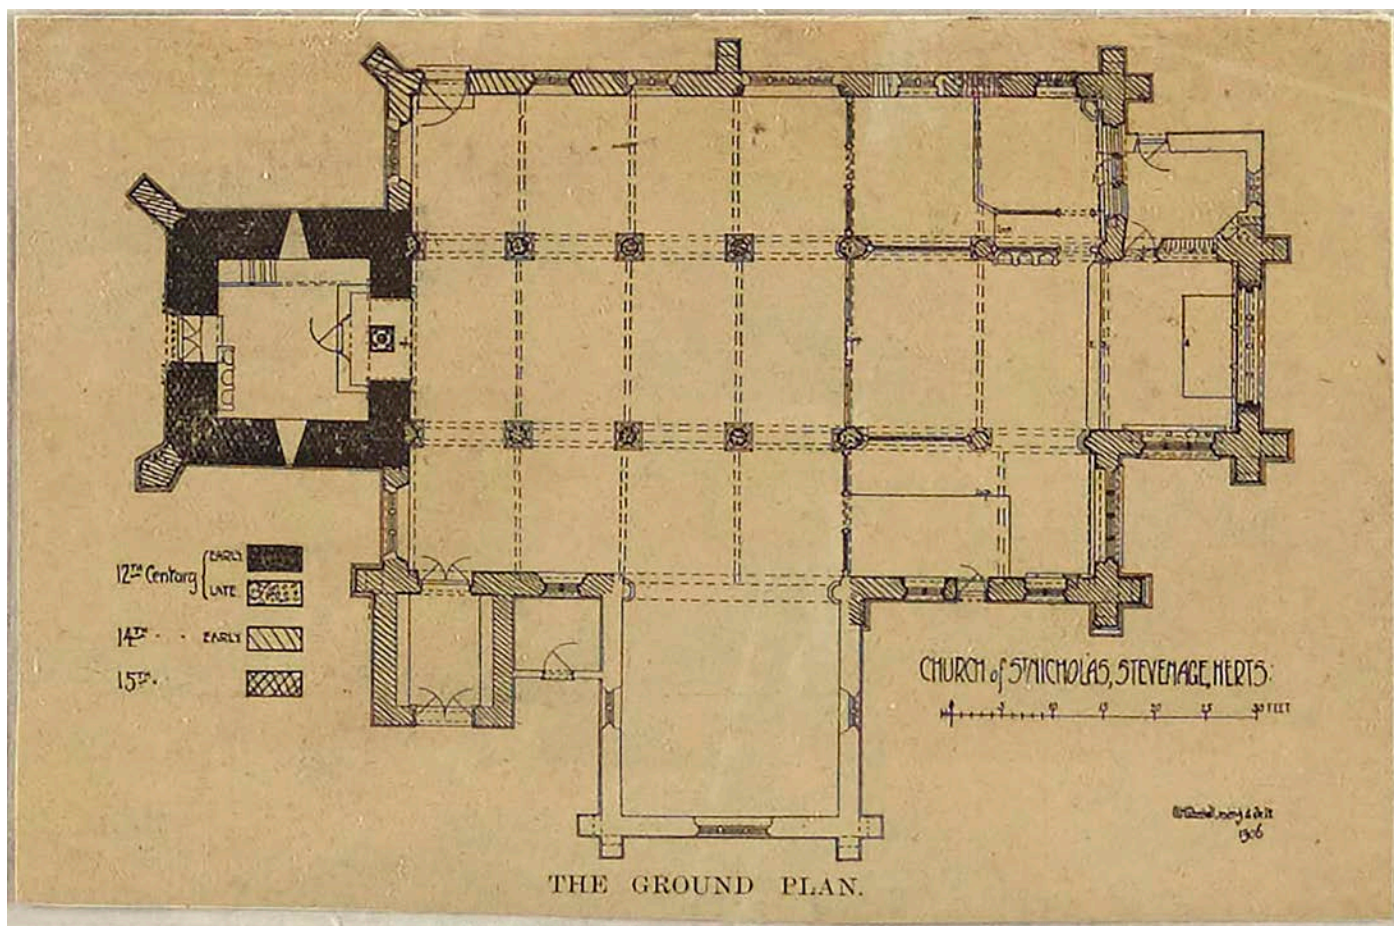 12TH Century
EARLY
LATE
14TH " " EARLY
15TH "
CHURCH of ST NICHOLAS, STEVENAGE, HERTS:
5 10 15 20 25 30 FEET
1906
THE GROUND PLAN.